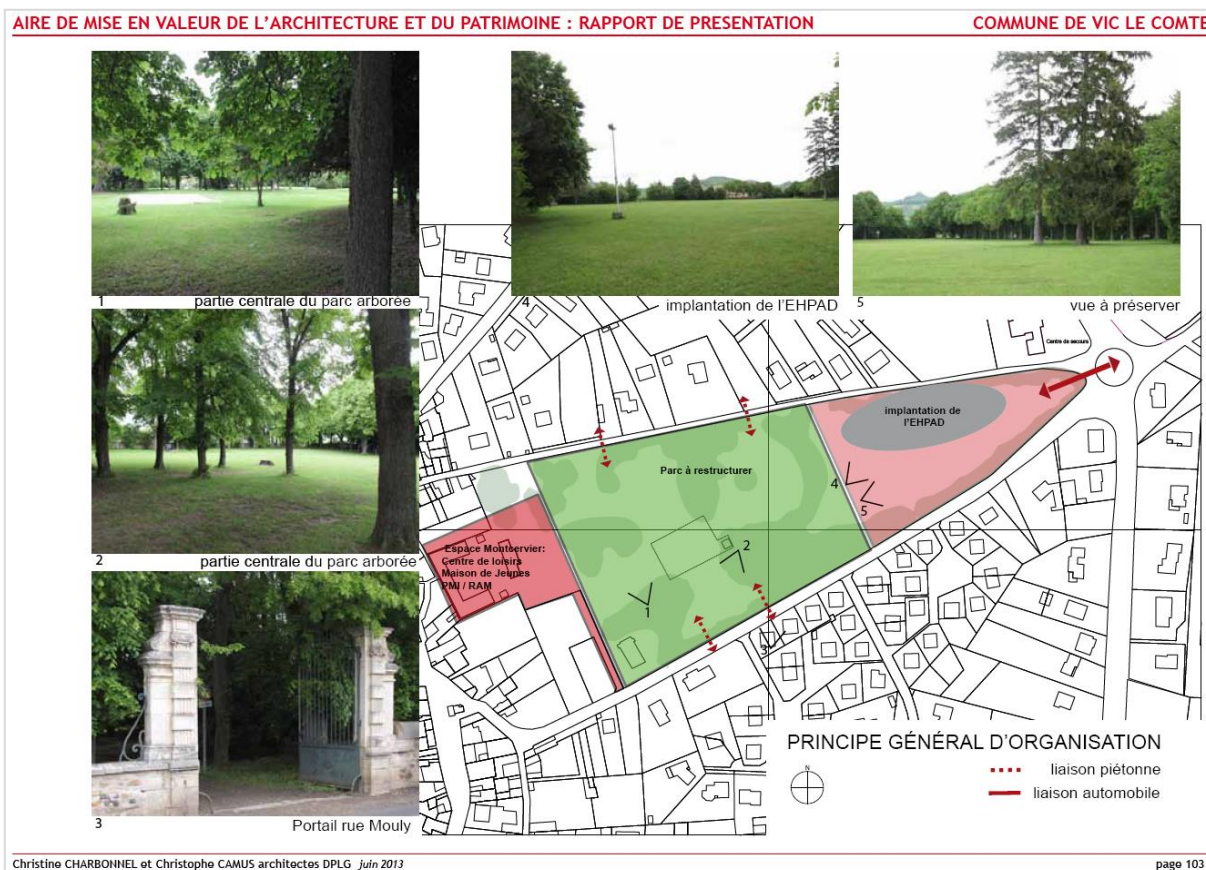 AIRE DE MISE EN VALEUR DE L'ARCHITECTURE ET DU PATRIMOINE : RAPPORT DE PRESENTATION
COMMUNE DE VIC LE COMTE
1
partie centrale du parc arborée
4
implantation de l'EHPAD
5
vue à préserver
2
partie centrale du parc arborée
3
Portail rue Mouly
Centre de secours
implantation de
l'EHPAD
Parc à restructurer
4
5
Espace Montservier:
Centre de loisirs
Maison de Jeunes
PMI / RAM
2
1
3
PRINCIPE GÉNÉRAL D'ORGANISATION
N
liaison piétonne
liaison automobile
Christine CHARBONNEL et Christophe CAMUS architectes DPLG juin 2013
page 103